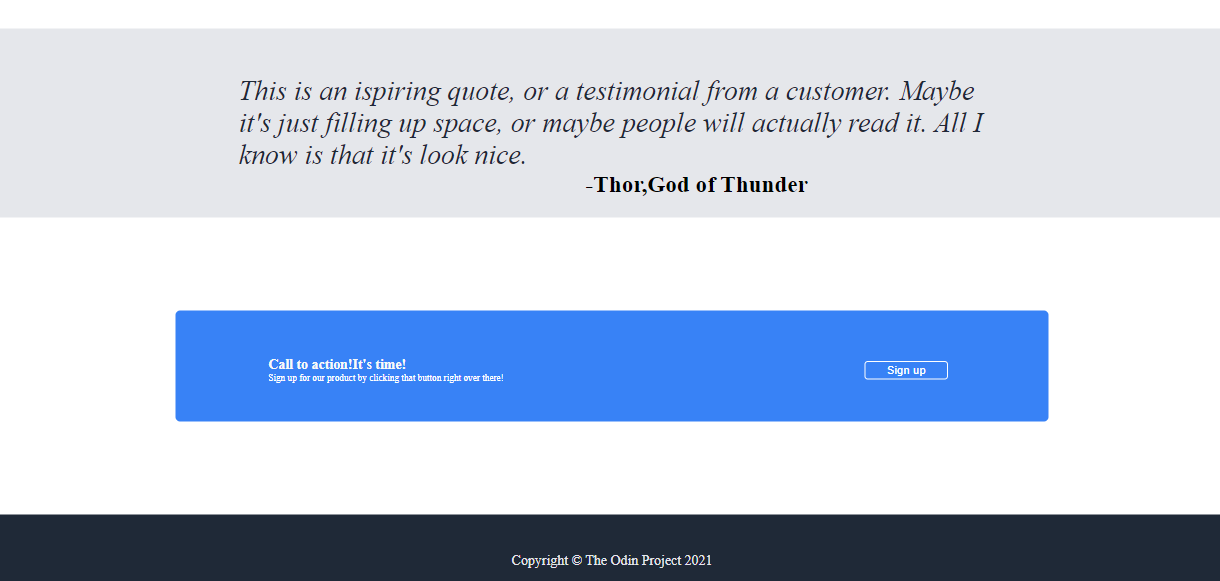 This is an ispiring quote, or a testimonial from a customer. Maybe
it's just filling up space, or maybe people will actually read it. All I
know is that it's look nice.
-Thor,God of Thunder
Call to action!It's time!
Sign up for our product by clicking that button right over there!
Sign up
Copyright © The Odin Project 2021